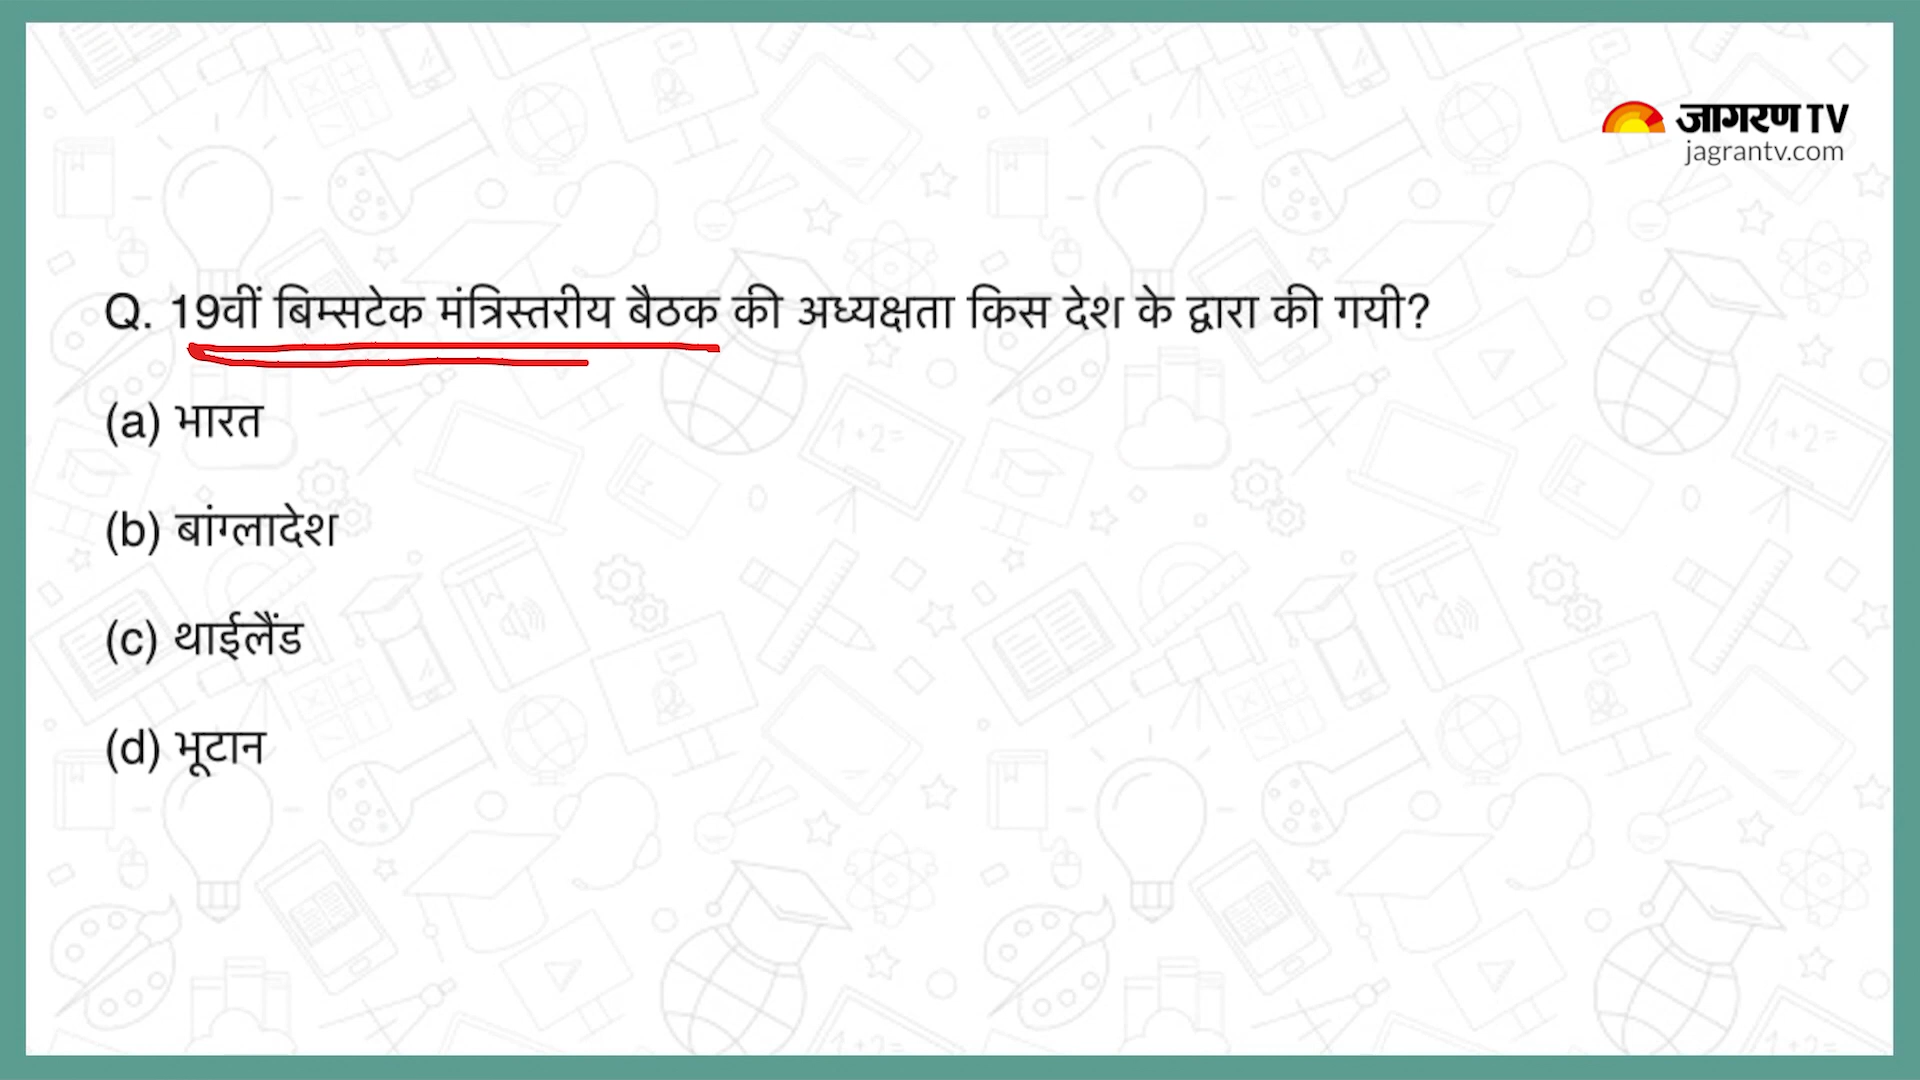 जागरण TV
jagrantv.com
Q. 19वीं बिम्सटेक मंत्रिस्तरीय बैठक की अध्यक्षता किस देश के द्वारा की गयी?
(a) भारत
(b) बांग्लादेश
(c) थाईलैंड
(d) भूटान